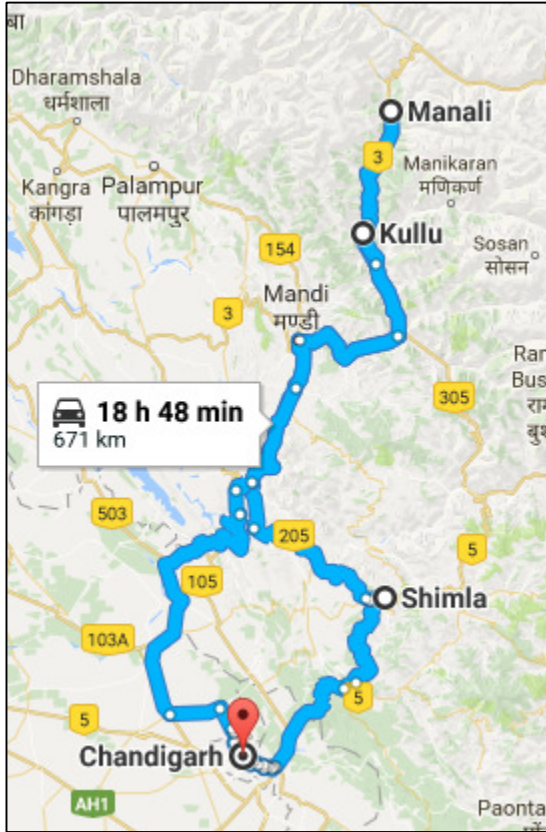 बा
Dharamshala
धर्मशाला
Manali
3
Manikaran
मणिकर्ण
Kangra
कांगड़ा
Palampur
पालमपुर
Kullu
154
Sosan
सोसन
Mandi
मण्डी
3
Ran
Bus
305
18 h 48 min
671 km
503
205
5
105
Shimla
103A
5
5
Chandigarh
AH1
Paonta